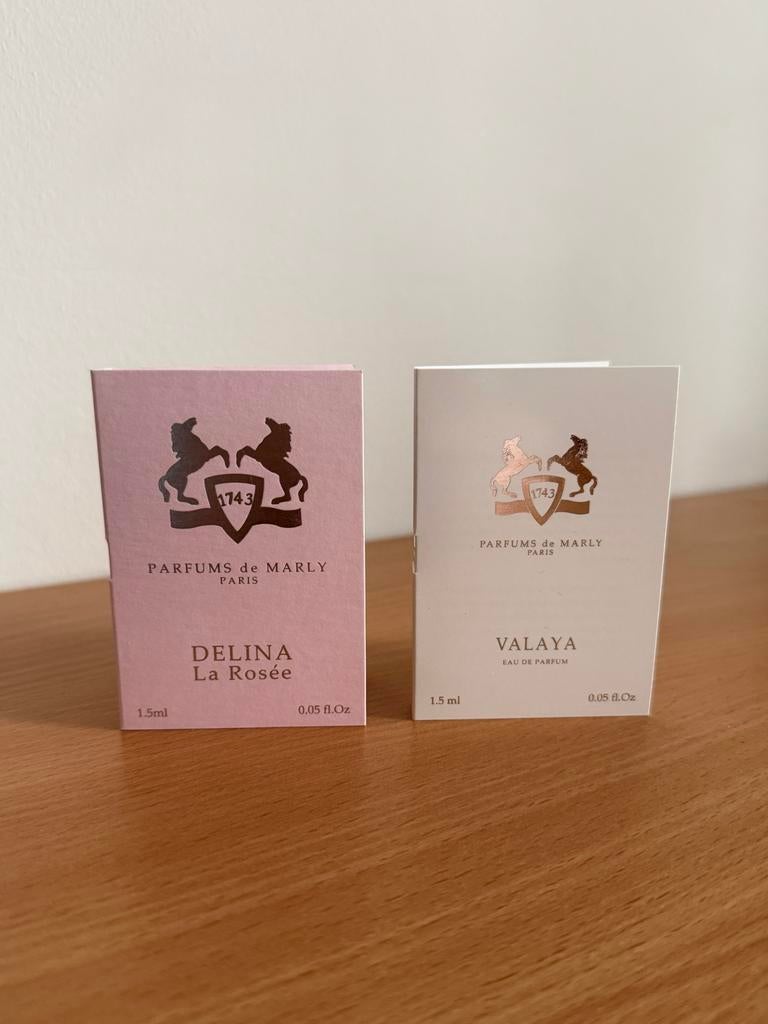 1743
PARFUMS de MARLY
PARIS
DELINA
La Rosée
1.5ml
0.05 fl.Oz
1743
PARFUMS de MARLY
PARIS
VALAYA
EAU DE PARFUM
1.5 ml
0.05 fl.Oz